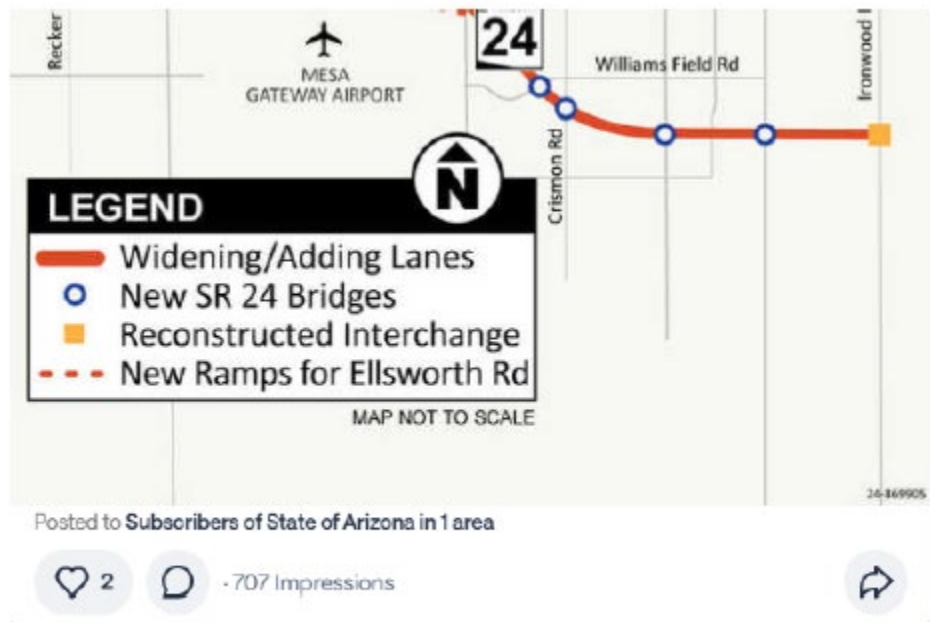 Recker
24
MESA
GATEWAY AIRPORT
Williams Field Rd
Ironwood
Crismon Rd
N
LEGEND
Widening/Adding Lanes
New SR 24 Bridges
Reconstructed Interchange
New Ramps for Ellsworth Rd
MAP NOT TO SCALE
24-169905
Posted to Subscribers of State of Arizona in 1 area
2
· 707 Impressions